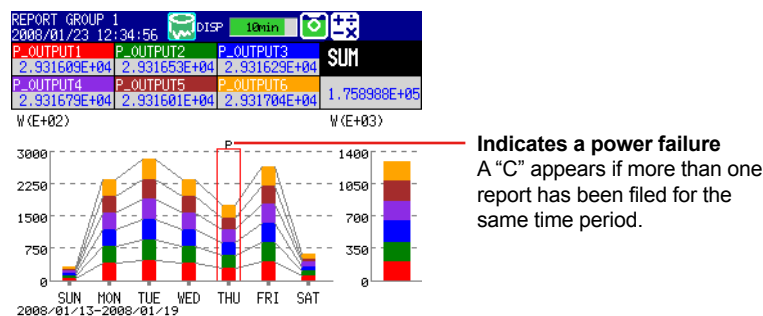 REPORT GROUP 1
2008/01/23 12:34:56 DISP 10min
P_OUTPUT1 P_OUTPUT2 P_OUTPUT3 SUM
2.931609E+04 2.931653E+04 2.931629E+04
P_OUTPUT4 P_OUTPUT5 P_OUTPUT6
2.931679E+04 2.931601E+04 2.931704E+04 1.758988E+05
W(E+02) W(E+03)
P
3000 1400
2250 1050
1500 700
750 350
0 0
SUN MON TUE WED THU FRI SAT
2008/01/13-2008/01/19
Indicates a power failure
A “C” appears if more than one
report has been filed for the
same time period.